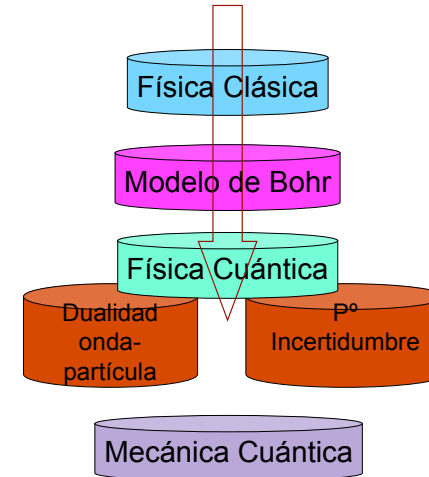 Física Clásica
Modelo de Bohr
Física Cuántica
Dualidad
onda-
partícula
Pº
Incertidumbre
Mecánica Cuántica